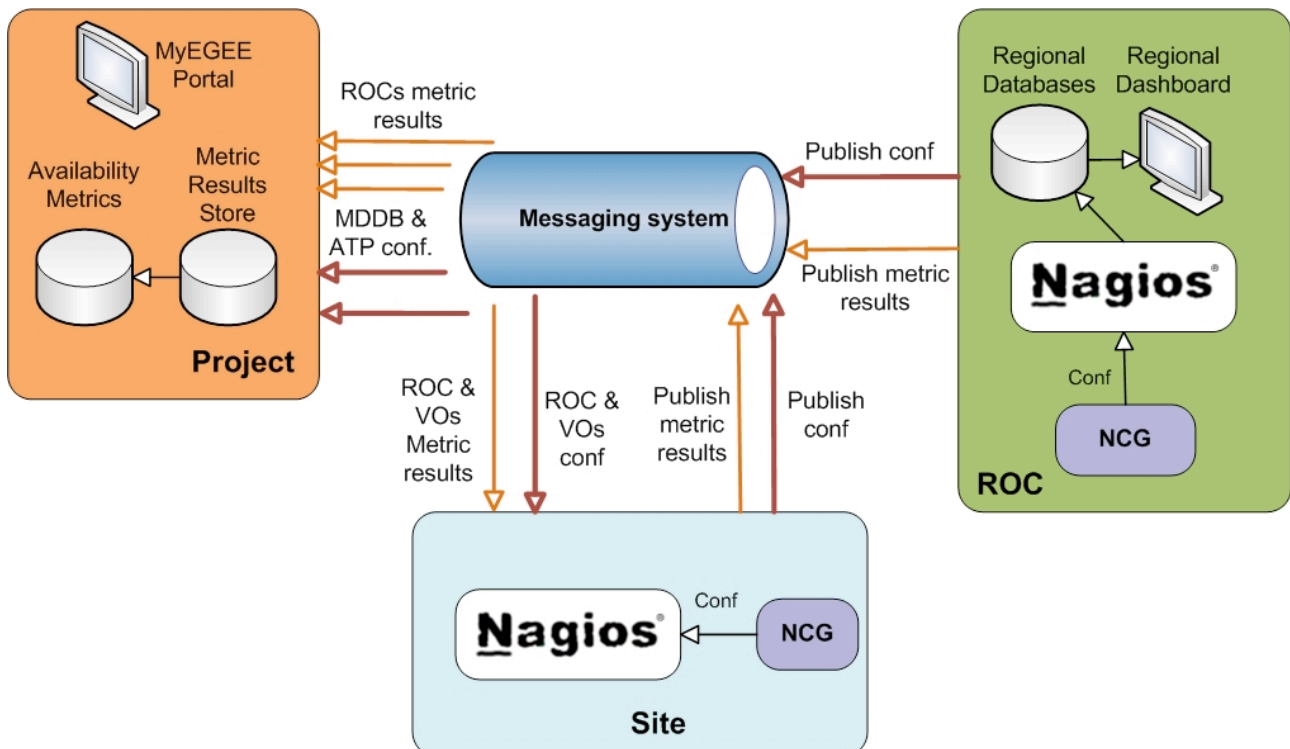 MyEGEE
Portal
Availability
Metrics
Metric
Results
Store
Project
ROCs metric
results
MDDB &
ATP conf.
Messaging system
Publish conf
Publish metric
results
Regional
Databases
Regional
Dashboard
Nagios®
Conf
NCG
ROC
ROC &
VOs
Metric
results
ROC &
VOs
conf
Publish
metric
results
Publish
conf
Nagios®
Conf
NCG
Site